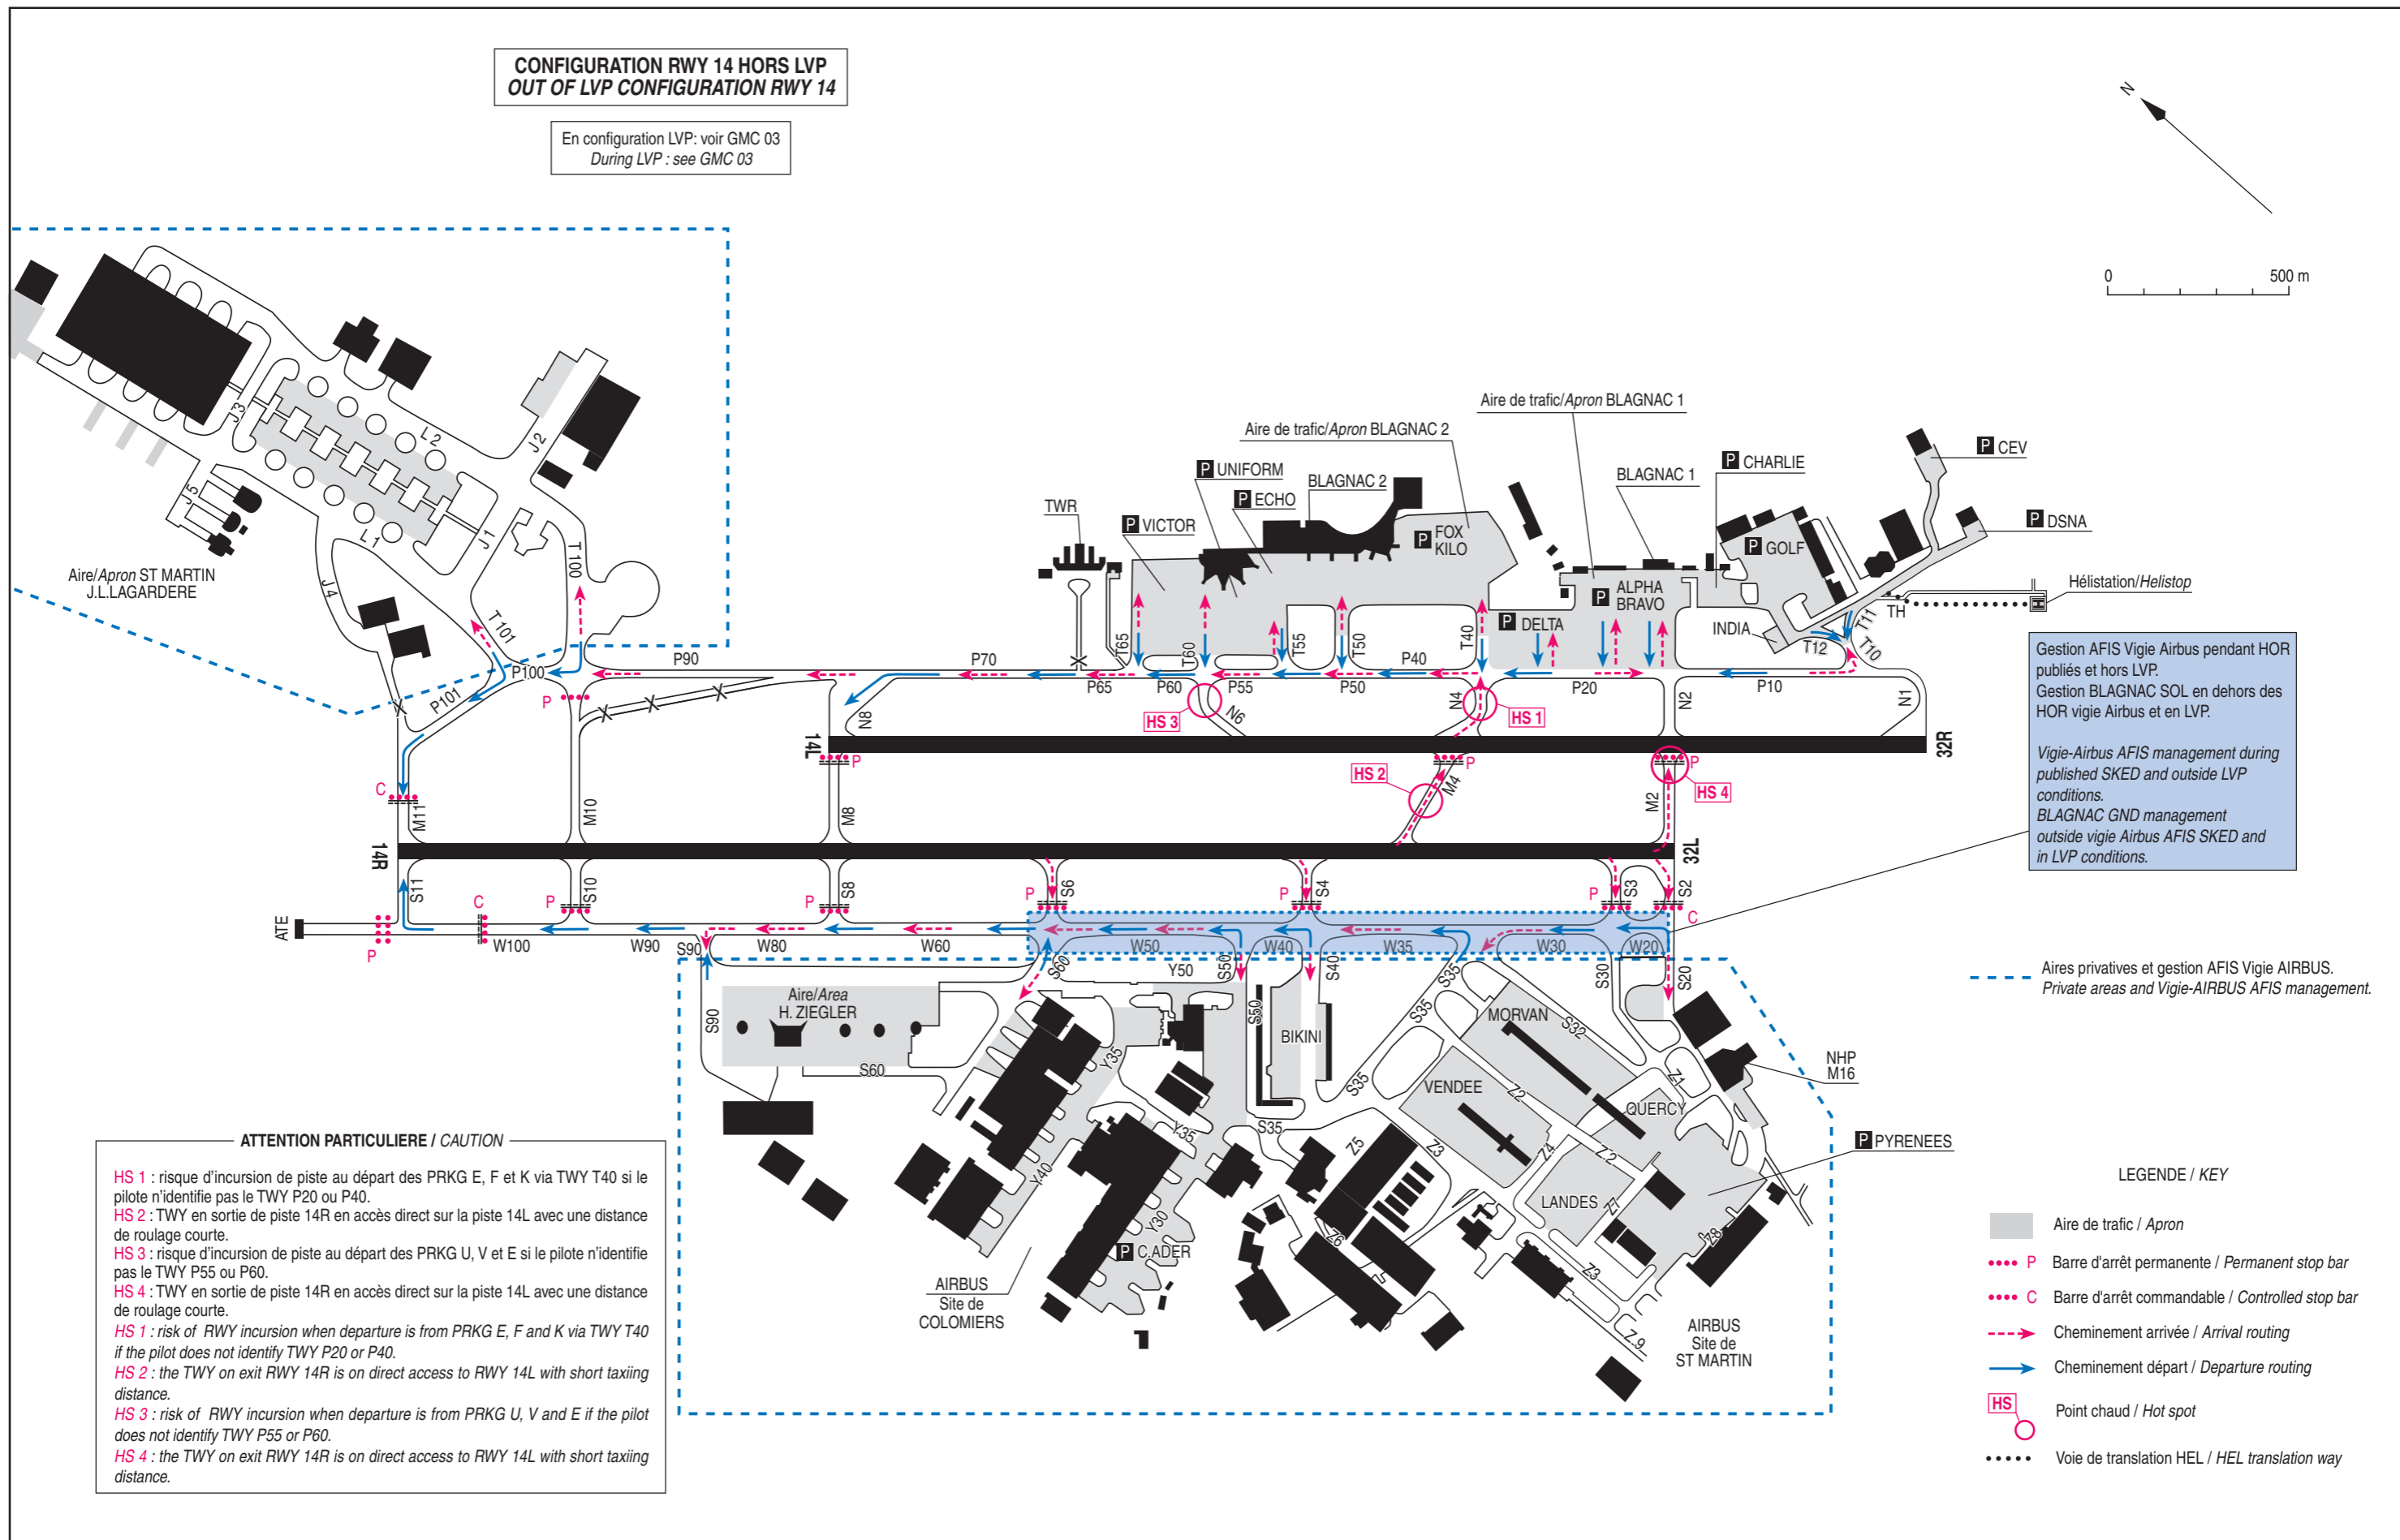 CONFIGURATION RWY 14 HORS LVP
OUT OF LVP CONFIGURATION RWY 14
En configuration LVP: voir GMC 03
During LVP : see GMC 03
N
0
500 m
J3
L2
J2
J5
L1
J1
J4
T 100
T 101
Aire/Apron ST MARTIN
J.L.LAGARDERE
P100
P101
P90
P70
TWR
P VICTOR
P UNIFORM
P ECHO
BLAGNAC 2
Aire de trafic/Apron BLAGNAC 2
Aire de trafic/Apron BLAGNAC 1
P FOX
KILO
BLAGNAC 1
P CHARLIE
P CEV
P DSNA
P GOLF
P ALPHA
BRAVO
P DELTA
INDIA
Hélistation/Helistop
H
TH
T11
T12
T10
T65
T60
T55
T50
T40
P65
P60
P55
P50
P40
P20
P10
HS 3
N6
N4
HS 1
N2
N1
N8
P
14L
32R
P
HS 2
P
M4
P
HS 4
M2
C
M11
M10
M8
14R
32L
S11
S10
S8
S6
S4
S3
S2
P
P
P
P
P
C
C
ATE
P
W100
W90
S90
W80
W60
W50
W40
W35
W30
W20
S60
Y50
S50
S40
S35
S30
S20
Aire/Area
H. ZIEGLER
S90
S60
Y35
S50
BIKINI
S35
S35
MORVAN
S32
VENDEE
Z2
Z1
QUERCY
NHP
M16
Y35
S35
Z5
Z3
Z4
Z.2
P PYRENEES
Y40
Y30
P C.ADER
LANDES
Z7
Z8
Z6
Z3
Z.9
AIRBUS
Site de
COLOMIERS
AIRBUS
Site de
ST MARTIN
Gestion AFIS Vigie Airbus pendant HOR
publiés et hors LVP.
Gestion BLAGNAC SOL en dehors des
HOR vigie Airbus et en LVP.
Vigie-Airbus AFIS management during
published SKED and outside LVP
conditions.
BLAGNAC GND management
outside vigie Airbus AFIS SKED and
in LVP conditions.
Aires privatives et gestion AFIS Vigie AIRBUS.
Private areas and Vigie-AIRBUS AFIS management.
ATTENTION PARTICULIERE / CAUTION
HS 1 : risque d'incursion de piste au départ des PRKG E, F et K via TWY T40 si le
pilote n'identifie pas le TWY P20 ou P40.
HS 2 : TWY en sortie de piste 14R en accès direct sur la piste 14L avec une distance
de roulage courte.
HS 3 : risque d'incursion de piste au départ des PRKG U, V et E si le pilote n'identifie
pas le TWY P55 ou P60.
HS 4 : TWY en sortie de piste 14R en accès direct sur la piste 14L avec une distance
de roulage courte.
HS 1 : risk of RWY incursion when departure is from PRKG E, F and K via TWY T40
if the pilot does not identify TWY P20 or P40.
HS 2 : the TWY on exit RWY 14R is on direct access to RWY 14L with short taxiing
distance.
HS 3 : risk of RWY incursion when departure is from PRKG U, V and E if the pilot
does not identify TWY P55 or P60.
HS 4 : the TWY on exit RWY 14R is on direct access to RWY 14L with short taxiing
distance.
LEGENDE / KEY
Aire de trafic / Apron
P Barre d'arrêt permanente / Permanent stop bar
C Barre d'arrêt commandable / Controlled stop bar
Cheminement arrivée / Arrival routing
Cheminement départ / Departure routing
HS
Point chaud / Hot spot
Voie de translation HEL / HEL translation way